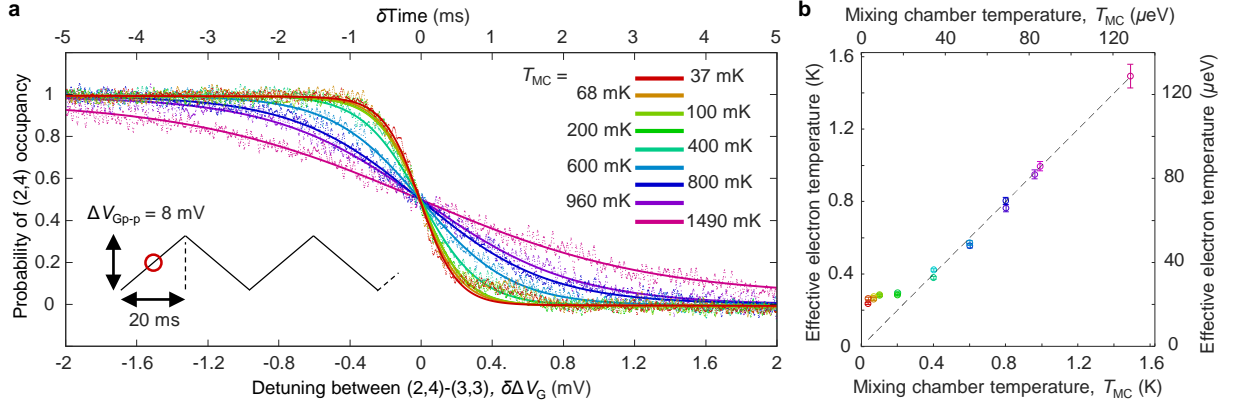 a
δTime (ms)
-5 -4 -3 -2 -1 0 1 2 3 4 5
Probability of (2,4) occupancy
1
0.8
0.6
0.4
0.2
0
T_MC =
37 mK
68 mK
100 mK
200 mK
400 mK
600 mK
800 mK
960 mK
1490 mK
ΔV_Gp-p = 8 mV
20 ms
-2 -1.6 -1.2 -0.8 -0.4 0 0.4. 0.8 1.2 1.6 2
Detuning between (2,4)-(3,3), δΔV_G (mV)
b
Mixing chamber temperature, T_MC (µeV)
0 40 80 120
Effective electron temperature (K)
1.6
1.2
0.8
0.4
0
120
80
40
0
Effective electron temperature (µeV)
0 0.4 0.8 1.2 1.6
Mixing chamber temperature, T_MC (K)